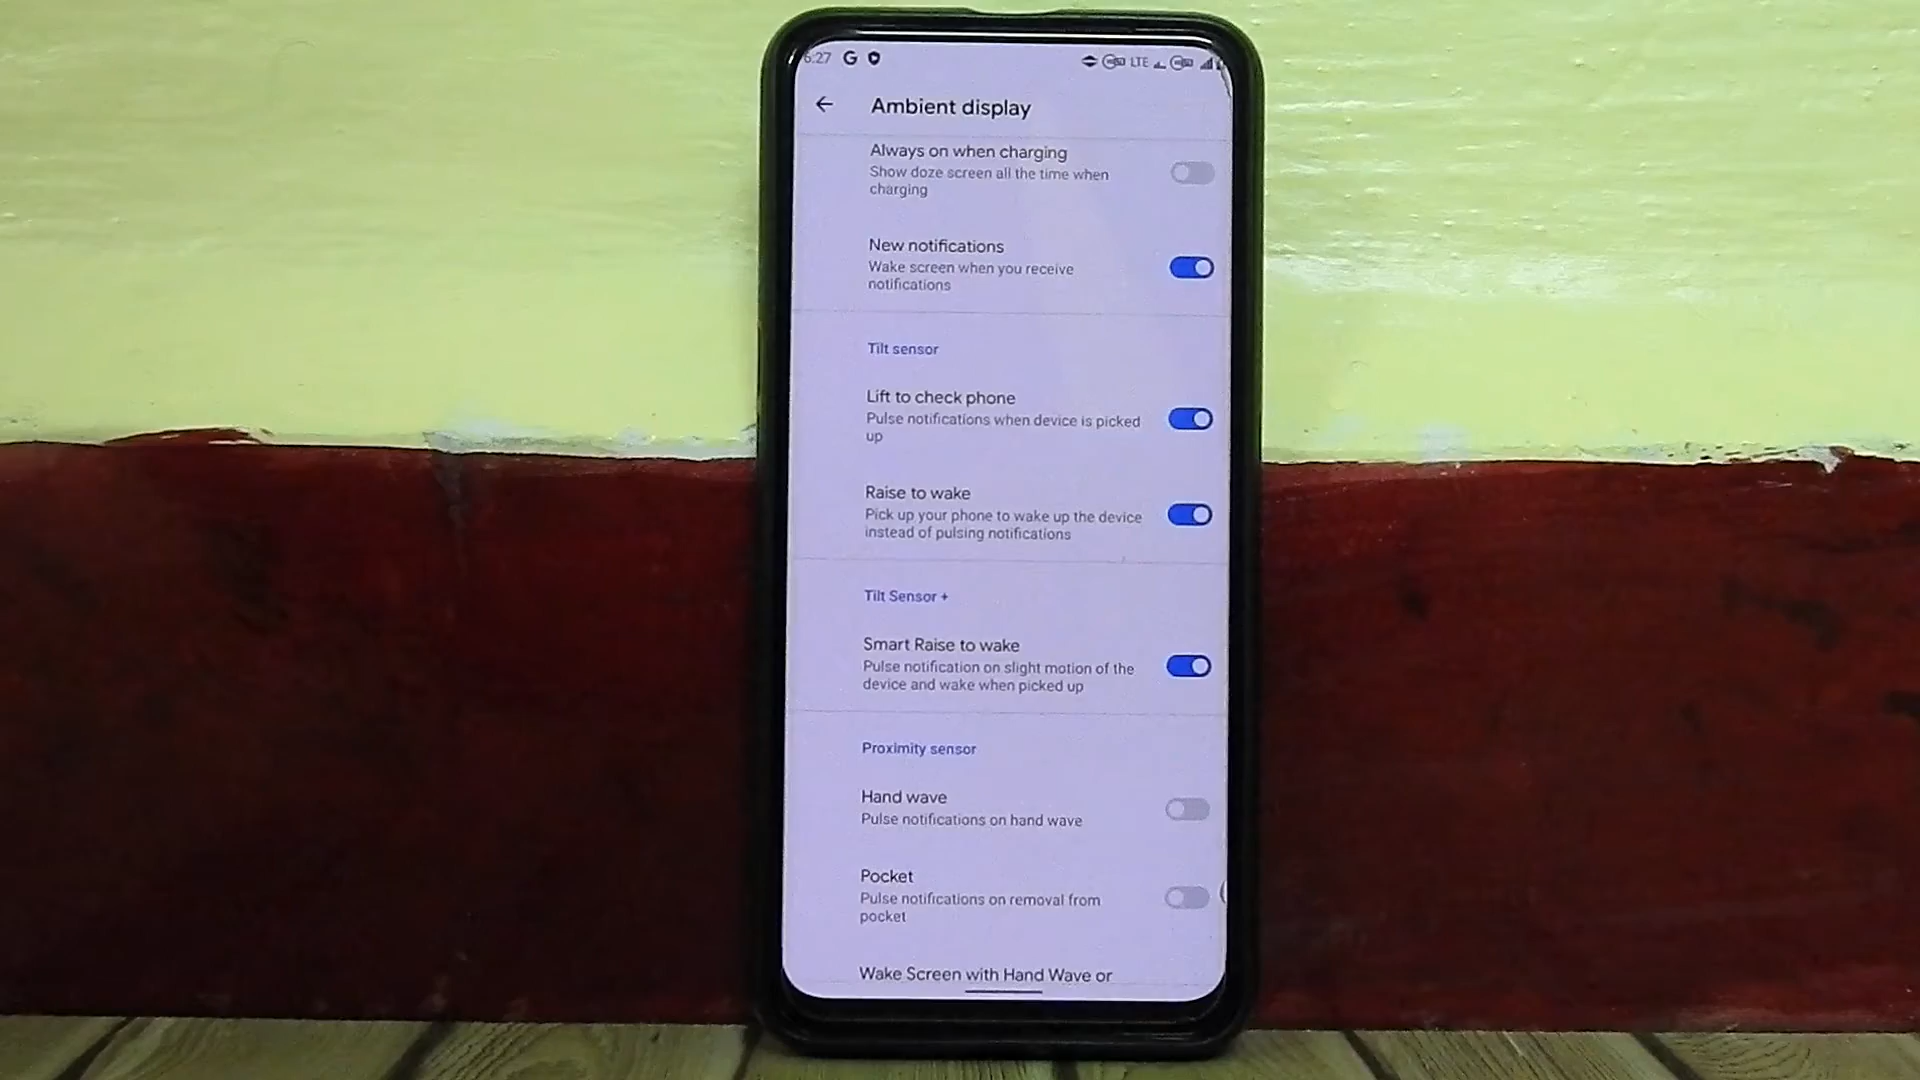 6:27 G LTE
Ambient display
Always on when charging
Show doze screen all the time when
charging
New notifications
Wake screen when you receive
notifications
Tilt sensor
Lift to check phone
Pulse notifications when device is picked
up
Raise to wake
Pick up your phone to wake up the device
instead of pulsing notifications
Tilt Sensor +
Smart Raise to wake
Pulse notification on slight motion of the
device and wake when picked up
Proximity sensor
Hand wave
Pulse notifications on hand wave
Pocket
Pulse notifications on removal from
pocket
Wake Screen with Hand Wave or